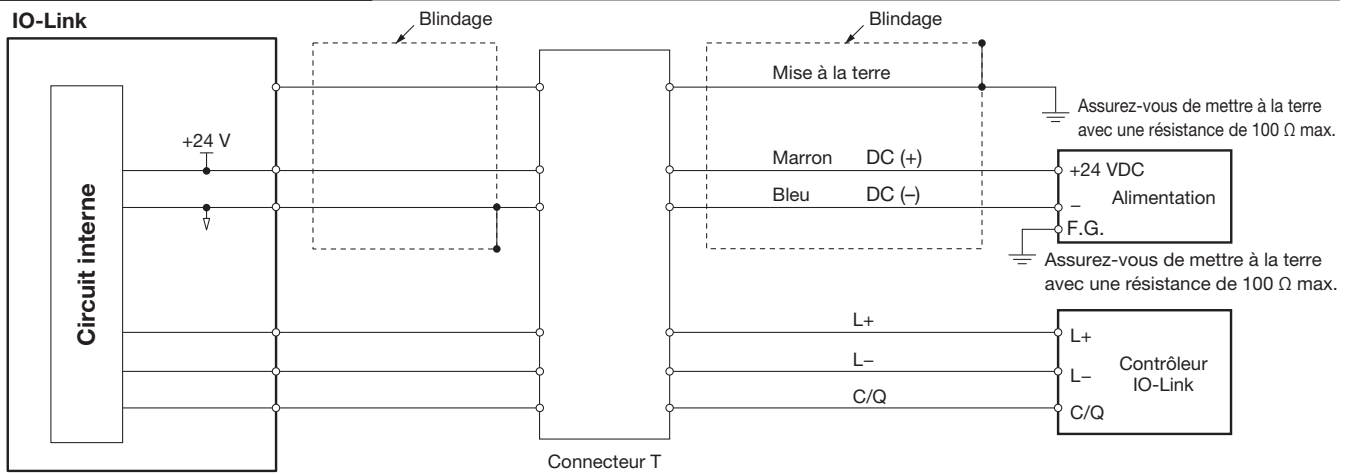 IO-Link
Blindage
Blindage
Mise à la terre
Assurez-vous de mettre à la terre
avec une résistance de 100 Ω max.
+24 V
Marron DC (+)
+24 VDC
Alimentation
Bleu DC (–)
–
F.G.
Assurez-vous de mettre à la terre
avec une résistance de 100 Ω max.
Circuit interne
L+
L+
L–
L–
Contrôleur
IO-Link
C/Q
C/Q
Connecteur T